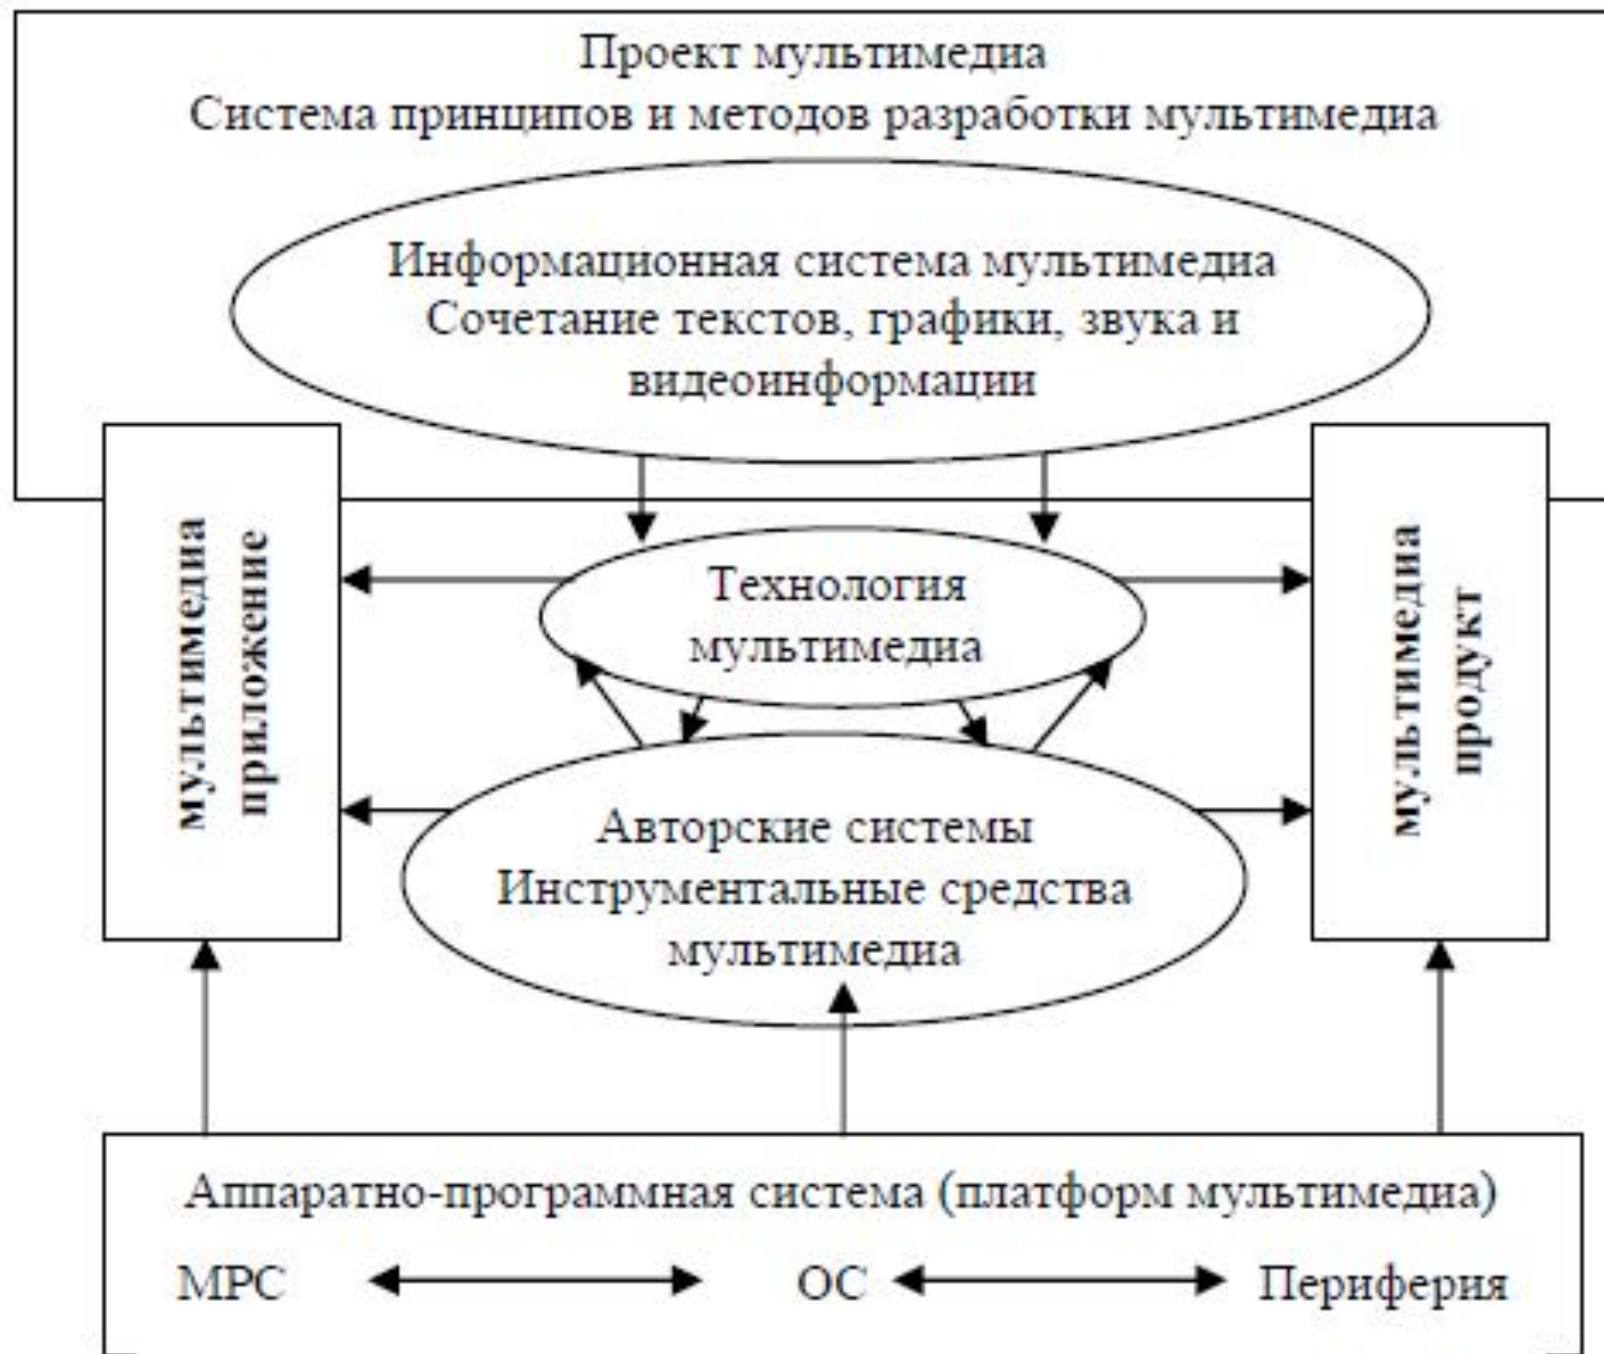 Проект мультимедиа
Система принципов и методов разработки мультимедиа
Информационная система мультимедиа
Сочетание текстов, графики, звука и
видеоинформации
мультимедиа
приложение
Технология
мультимедиа
мультимедиа
продукт
Авторские системы
Инструментальные средства
мультимедиа
Аппаратно-программная система (платформ мультимедиа)
МРС ОС Периферия